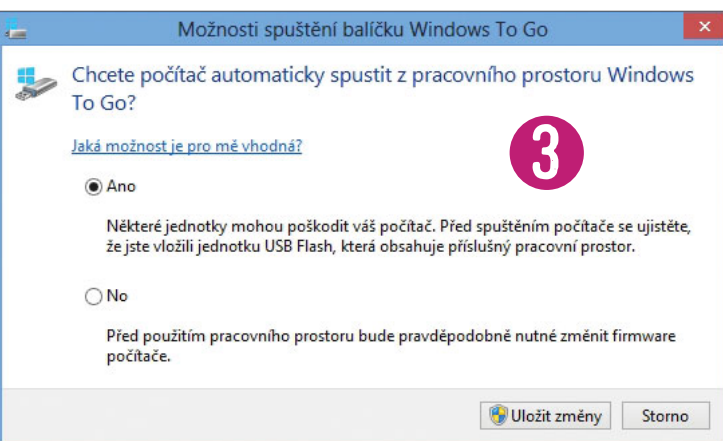 Možnosti spuštění balíčku Windows To Go
Chcete počítač automaticky spustit z pracovního prostoru Windows
To Go?
Jaká možnost je pro mě vhodná?
3
Ano
Některé jednotky mohou poškodit váš počítač. Před spuštěním počítače se ujistěte,
že jste vložili jednotku USB Flash, která obsahuje příslušný pracovní prostor.
No
Před použitím pracovního prostoru bude pravděpodobně nutné změnit firmware
počítače.
Uložit změny
Storno